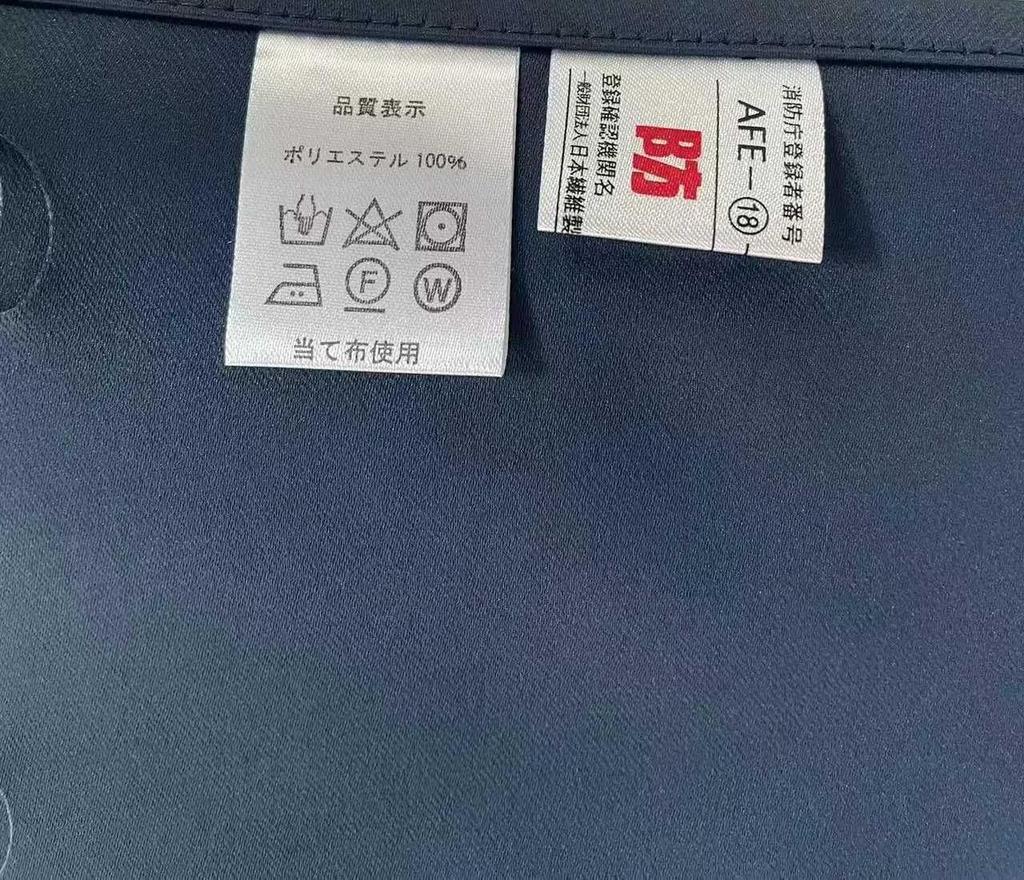 品質表示
ポリエステル 100%
F
W
当て布使用
消防庁登録者番号
AFE-⑱
防
登録確認機関名
一般財団法人日本繊維製